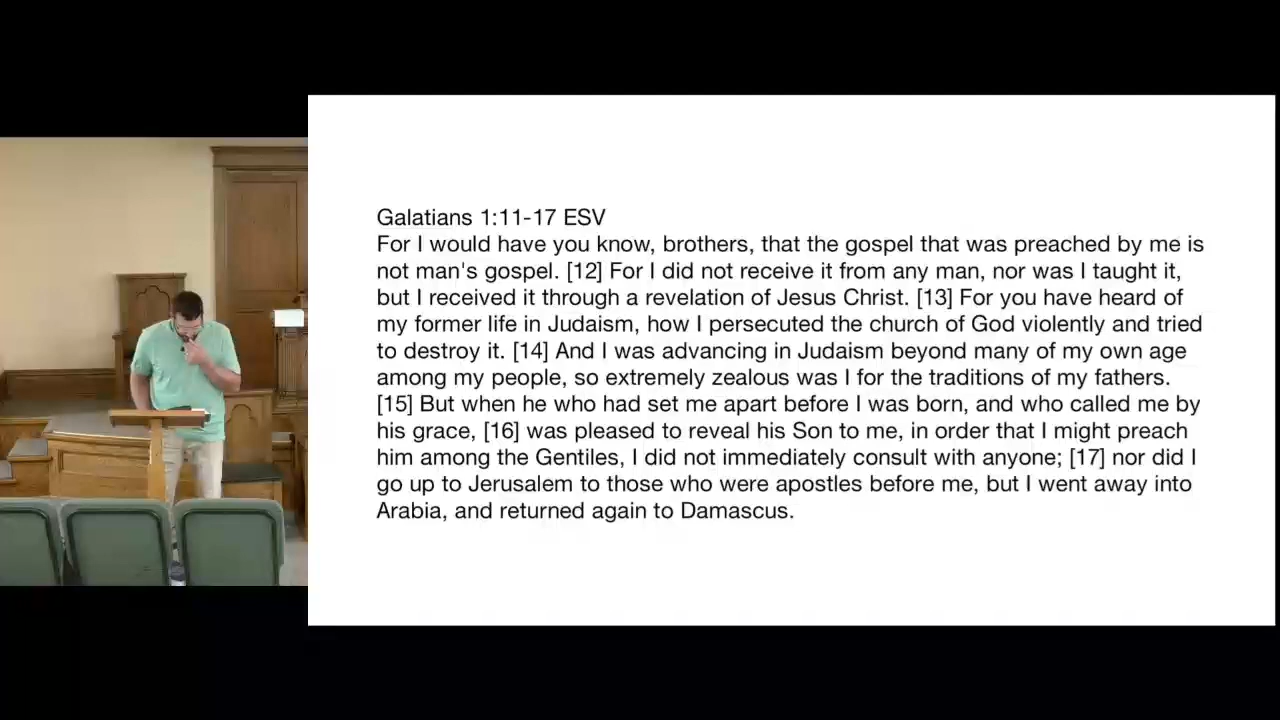 Galatians 1:11-17 ESV
For I would have you know, brothers, that the gospel that was preached by me is
not man's gospel. [12] For I did not receive it from any man, nor was I taught it,
but I received it through a revelation of Jesus Christ. [13] For you have heard of
my former life in Judaism, how I persecuted the church of God violently and tried
to destroy it. [14] And I was advancing in Judaism beyond many of my own age
among my people, so extremely zealous was I for the traditions of my fathers.
[15] But when he who had set me apart before I was born, and who called me by
his grace, [16] was pleased to reveal his Son to me, in order that I might preach
him among the Gentiles, I did not immediately consult with anyone; [17] nor did I
go up to Jerusalem to those who were apostles before me, but I went away into
Arabia, and returned again to Damascus.